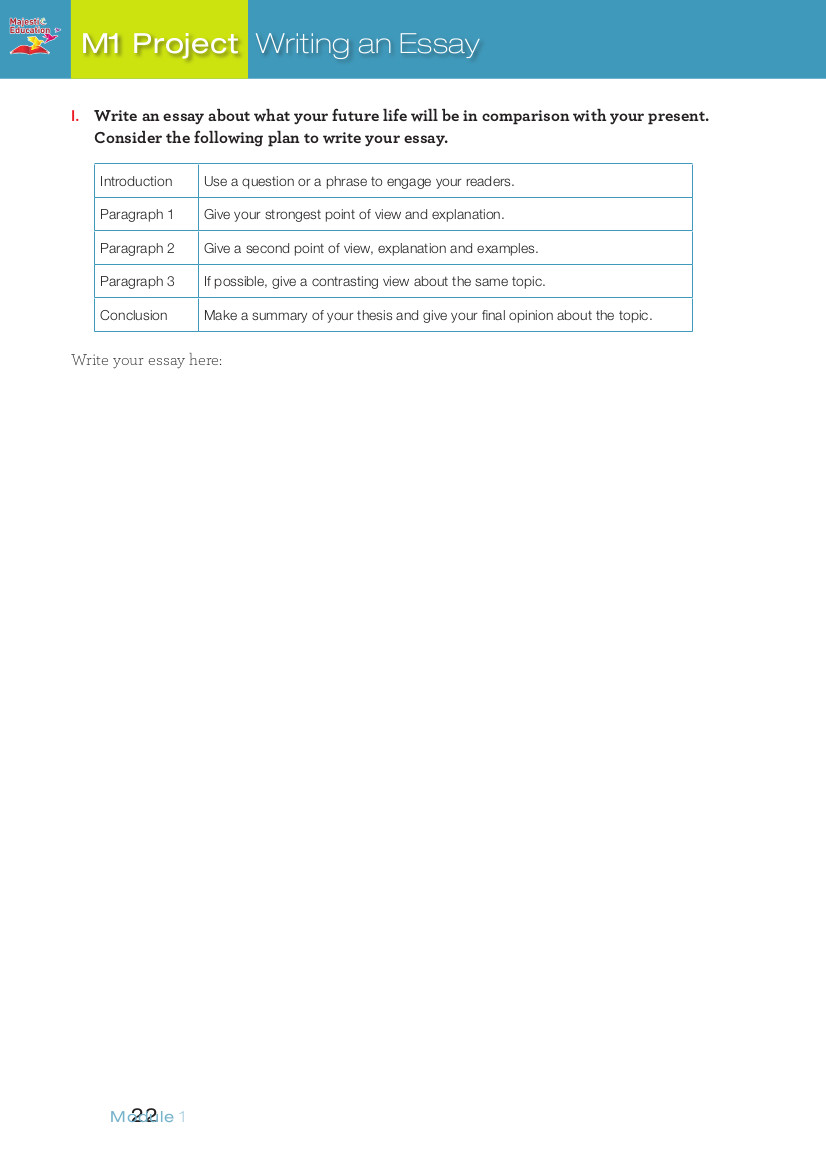 Majestic
Education
M1 Project Writing an Essay
I. Write an essay about what your future life will be in comparison with your present.
Consider the following plan to write your essay.
Introduction Use a question or a phrase to engage your readers.
Paragraph 1 Give your strongest point of view and explanation.
Paragraph 2 Give a second point of view, explanation and examples.
Paragraph 3 If possible, give a contrasting view about the same topic.
Conclusion Make a summary of your thesis and give your final opinion about the topic.
Write your essay here:
Module 1
22